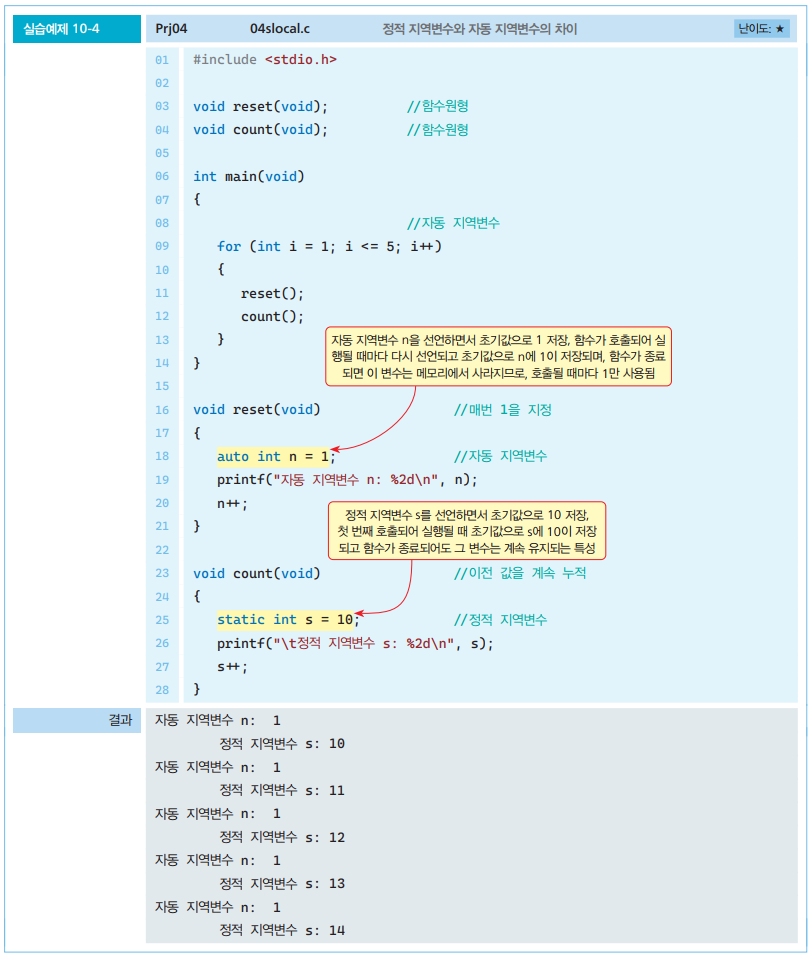 실습예제 10-4 Prj04 04slocal.c 정적 지역변수와 자동 지역변수의 차이 난이도: ★
01 #include <stdio.h>
02
03 void reset(void); //함수원형
04 void count(void); //함수원형
05
06 int main(void)
07 {
08 //자동 지역변수
09 for (int i = 1; i <= 5; i++)
10 {
11 reset();
12 count();
13 }
14 }
자동 지역변수 n을 선언하면서 초기값으로 1 저장, 함수가 호출되어 실
행될 때마다 다시 선언되고 초기값으로 n에 1이 저장되며, 함수가 종료
되면 이 변수는 메모리에서 사라지므로, 호출될 때마다 1만 사용됨
15
16 void reset(void) //매번 1을 지정
17 {
18 auto int n = 1; //자동 지역변수
19 printf("자동 지역변수 n: %2d\n", n);
20 n++;
21 }
정적 지역변수 s를 선언하면서 초기값으로 10 저장,
첫 번째 호출되어 실행될 때 초기값으로 s에 10이 저장
되고 함수가 종료되어도 그 변수는 계속 유지되는 특성
22
23 void count(void) //이전 값을 계속 누적
24 {
25 static int s = 10; //정적 지역변수
26 printf("\t정적 지역변수 s: %2d\n", s);
27 s++;
28 }
결과
자동 지역변수 n:  1
정적 지역변수 s: 10
자동 지역변수 n:  1
정적 지역변수 s: 11
자동 지역변수 n:  1
정적 지역변수 s: 12
자동 지역변수 n:  1
정적 지역변수 s: 13
자동 지역변수 n:  1
정적 지역변수 s: 14